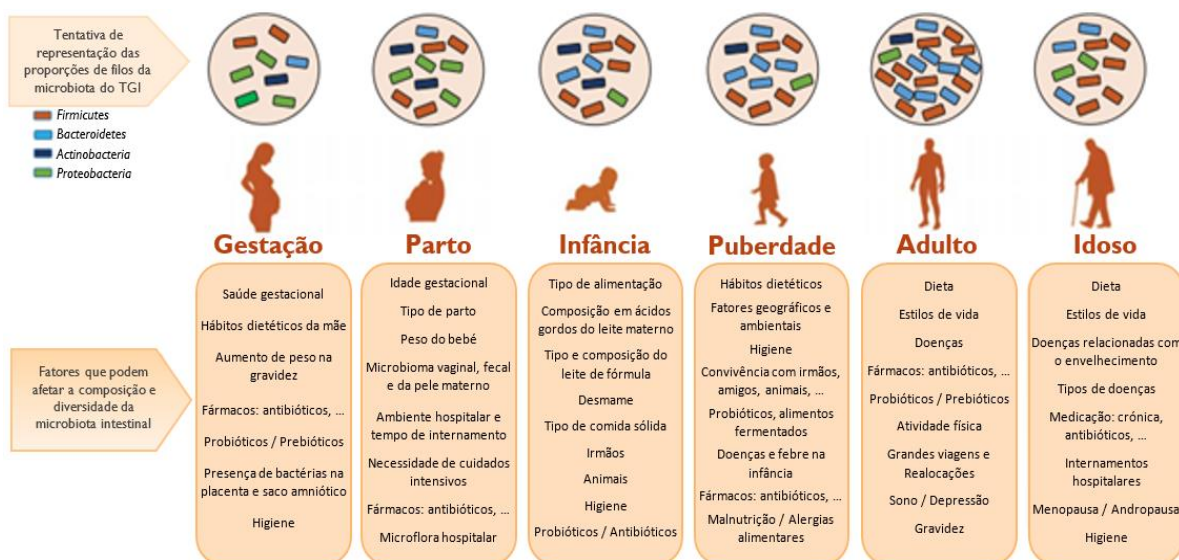 Tentativa de
representação das
proporções de filos da
microbiota do TGI
Firmicutes
Bacteroidetes
Actinobacteria
Proteobacteria
Gestação
Parto
Infância
Puberdade
Adulto
Idoso
Fatores que podem
afetar a composição e
diversidade da
microbiota intestinal
Saúde gestacional
Hábitos dietéticos da mãe
Aumento de peso na
gravidez
Fármacos: antibióticos, ...
Probióticos / Prebióticos
Presença de bactérias na
placenta e saco amniótico
Higiene
Idade gestacional
Tipo de parto
Peso do bebé
Microbioma vaginal, fecal
e da pele materno
Ambiente hospitalar e
tempo de internamento
Necessidade de cuidados
intensivos
Fármacos: antibióticos, ...
Microflora hospitalar
Tipo de alimentação
Composição em ácidos
gordos do leite materno
Tipo e composição do
leite de fórmula
Desmame
Tipo de comida sólida
Irmãos
Animais
Higiene
Probióticos / Antibióticos
Hábitos dietéticos
Fatores geográficos e
ambientais
Higiene
Convivência com irmãos,
amigos, animais, ...
Probióticos, alimentos
fermentados
Doenças e febre na
infância
Fármacos: antibióticos, ...
Malnutrição / Alergias
alimentares
Dieta
Estilos de vida
Doenças
Fármacos: antibióticos, ...
Probióticos / Prebióticos
Atividade física
Grandes viagens e
Realocações
Sono / Depressão
Gravidez
Dieta
Estilos de vida
Doenças relacionadas com
o envelhecimento
Tipos de doenças
Medicação: crónica,
antibióticos, ...
Internamentos
hospitalares
Menopausa / Andropausa
Higiene